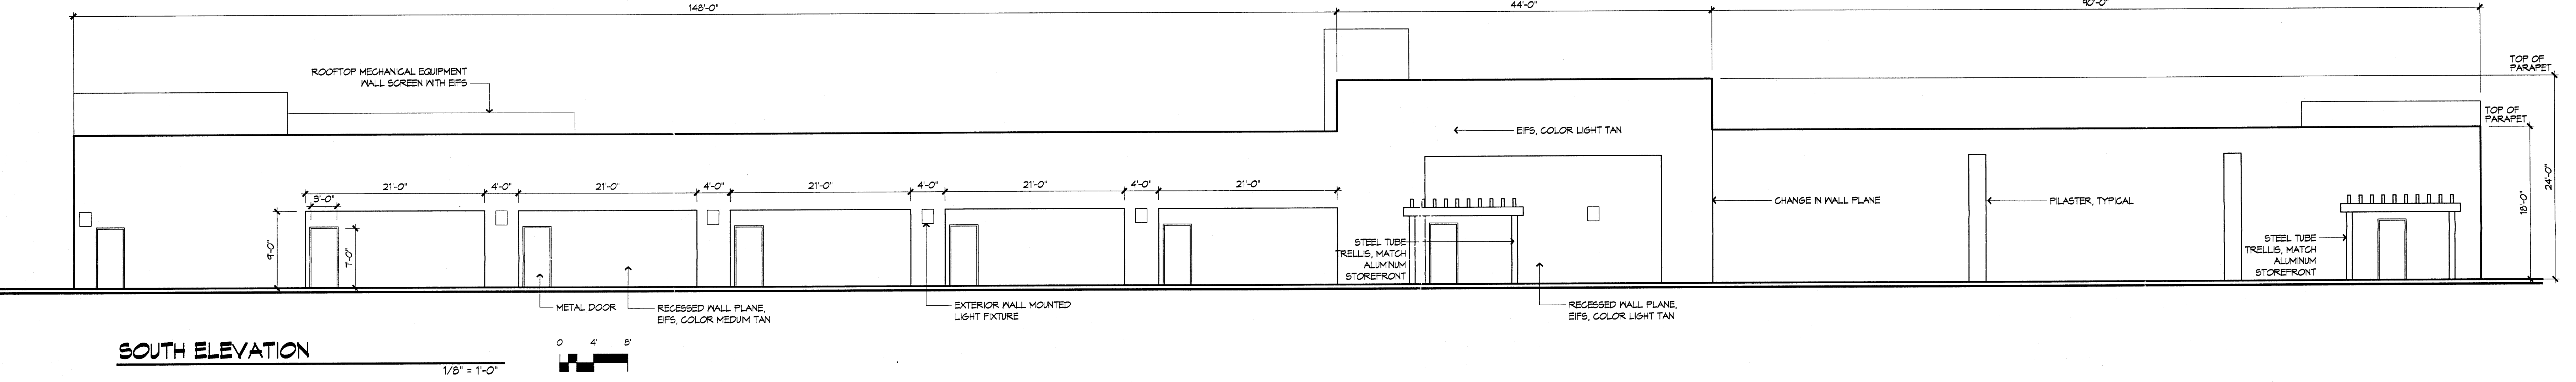 148'-0"
44'-0"
90'-0"
ROOFTOP MECHANICAL EQUIPMENT
WALL SCREEN WITH EIFS
TOP OF
PARAPET
TOP OF
PARAPET
EIFS, COLOR LIGHT TAN
21'-0"
4'-0"
21'-0"
4'-0"
21'-0"
4'-0"
21'-0"
4'-0"
21'-0"
3'-0"
9'-0"
7'-0"
CHANGE IN WALL PLANE
PILASTER, TYPICAL
18'-0"
24'-0"
STEEL TUBE
TRELLIS, MATCH
ALUMINUM
STOREFRONT
STEEL TUBE
TRELLIS, MATCH
ALUMINUM
STOREFRONT
METAL DOOR
RECESSED WALL PLANE,
EIFS, COLOR MEDUIM TAN
EXTERIOR WALL MOUNTED
LIGHT FIXTURE
RECESSED WALL PLANE,
EIFS, COLOR LIGHT TAN
SOUTH ELEVATION
1/8" = 1'-0"
0 4' 8'